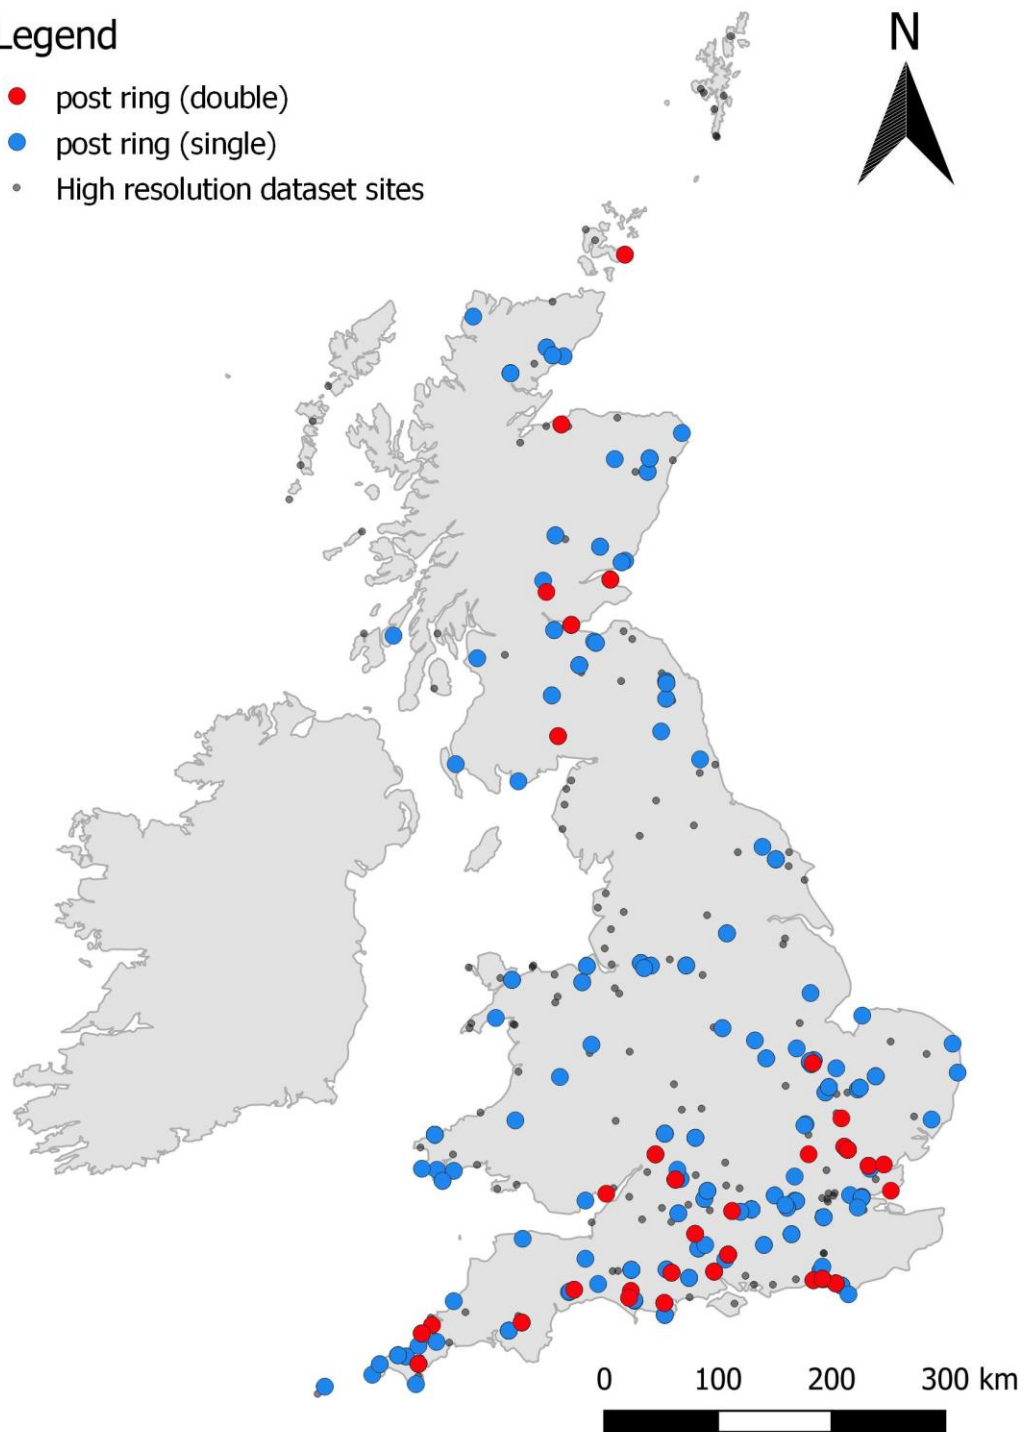 Legend
N
post ring (double)
post ring (single)
High resolution dataset sites
0 100 200 300 km